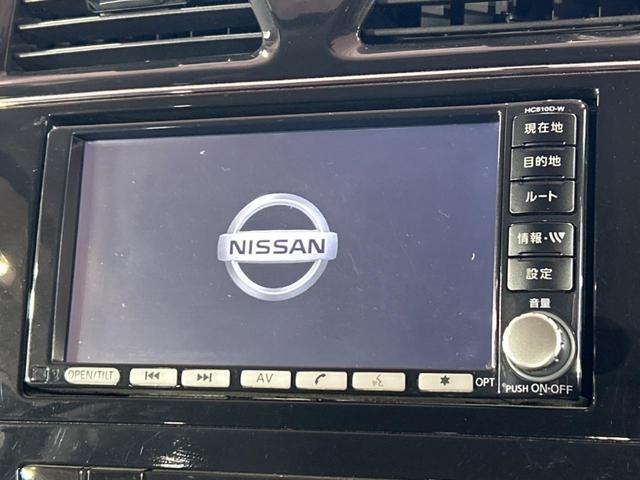 HC510D-W
現在地
目的地
ルート
情報・VV
設定
音量
NISSAN
OPEN/TILT
AV
OPT
PUSH ON-OFF